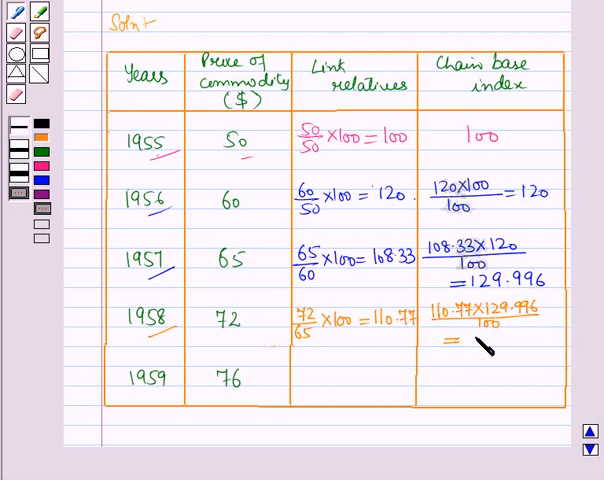 Soln:-
Years Price of commodity ($) Link relatives Chain base index
1955 50 50/50 ×100 = 100 100
1956 60 60/50 ×100 = 120. 120×100/100 = 120
1957 65 65/60 ×100 = 108.33 108.33×120/100
= 129.996
1958 72 72/65 ×100 = 110.77 110.77×129.996/100
=
1959 76